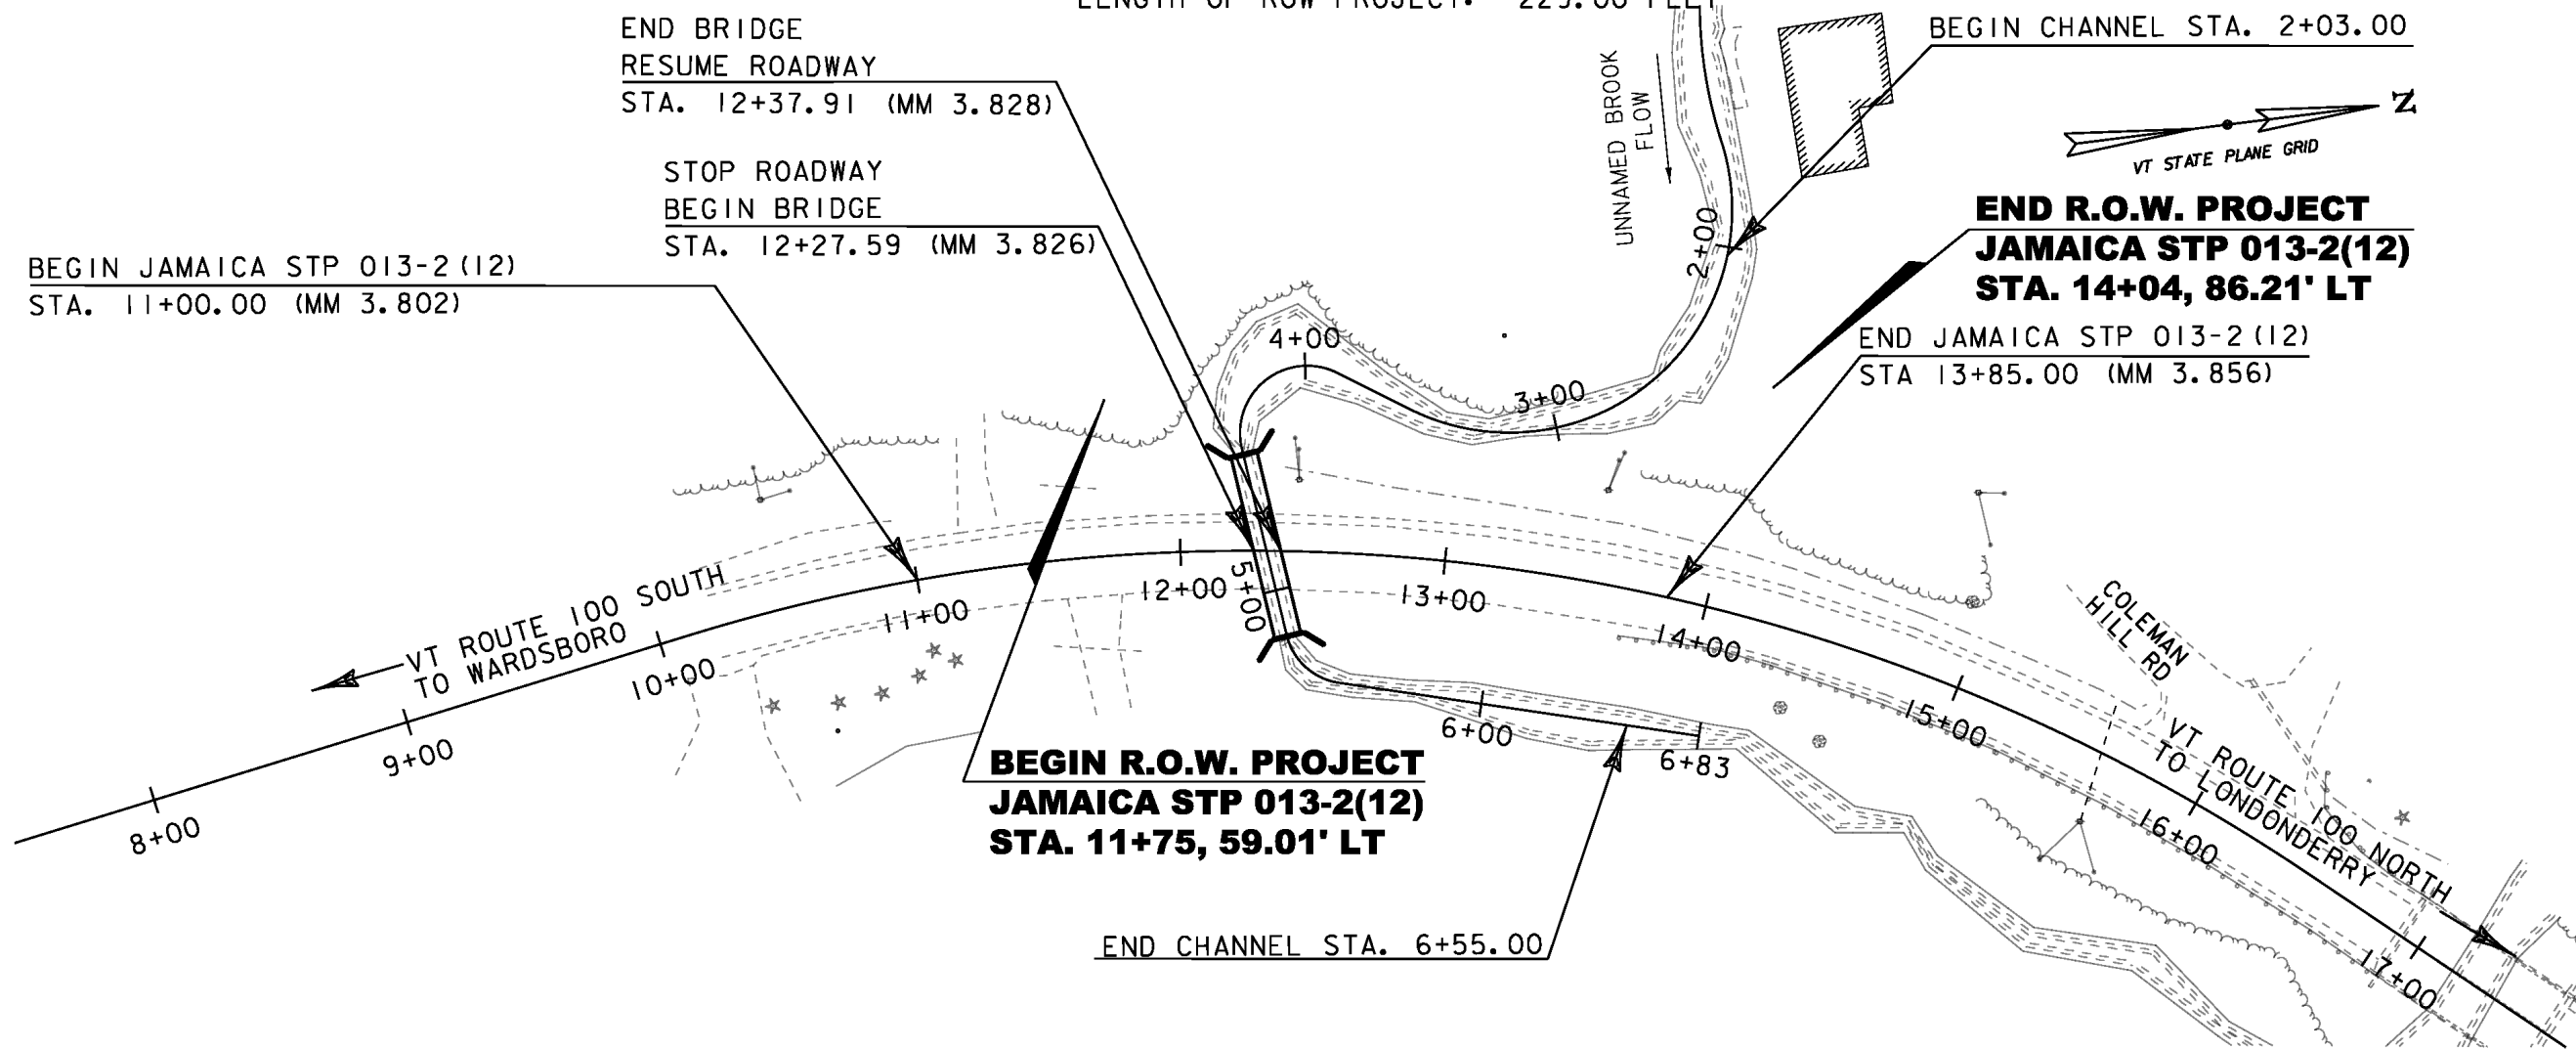 LENGTH OF ROW PROJECT: 229.00 FEET
END BRIDGE
RESUME ROADWAY
STA. 12+37.91 (MM 3.828)
STOP ROADWAY
BEGIN BRIDGE
STA. 12+27.59 (MM 3.826)
BEGIN JAMAICA STP 013-2(12)
STA. 11+00.00 (MM 3.802)
UNNAMED BROOK
FLOW
BEGIN CHANNEL STA. 2+03.00
Z
VT STATE PLANE GRID
END R.O.W. PROJECT
JAMAICA STP 013-2(12)
STA. 14+04, 86.21' LT
END JAMAICA STP 013-2(12)
STA 13+85.00 (MM 3.856)
2+00
3+00
4+00
5+00
6+00
6+83
VT ROUTE 100 SOUTH
TO WARDSBORO
8+00
9+00
10+00
11+00
12+00
13+00
14+00
15+00
16+00
17+00
COLEMAN
HILL RD
VT ROUTE 100 NORTH
TO LONDONDERRY
BEGIN R.O.W. PROJECT
JAMAICA STP 013-2(12)
STA. 11+75, 59.01' LT
END CHANNEL STA. 6+55.00